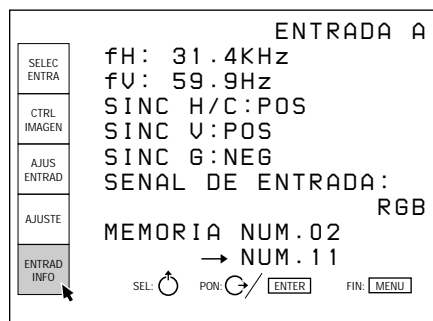 ENTRADA A
SELEC
ENTRA
CTRL
IMAGEN
AJUS
ENTRAD
AJUSTE
ENTRAD
INFO
fH: 31.4KHz
fV: 59.9Hz
SINC H/C:POS
SINC V:POS
SINC G:NEG
SENAL DE ENTRADA:
RGB
MEMORIA NUM.02
→ NUM.11
SEL: PON: / ENTER FIN: MENU